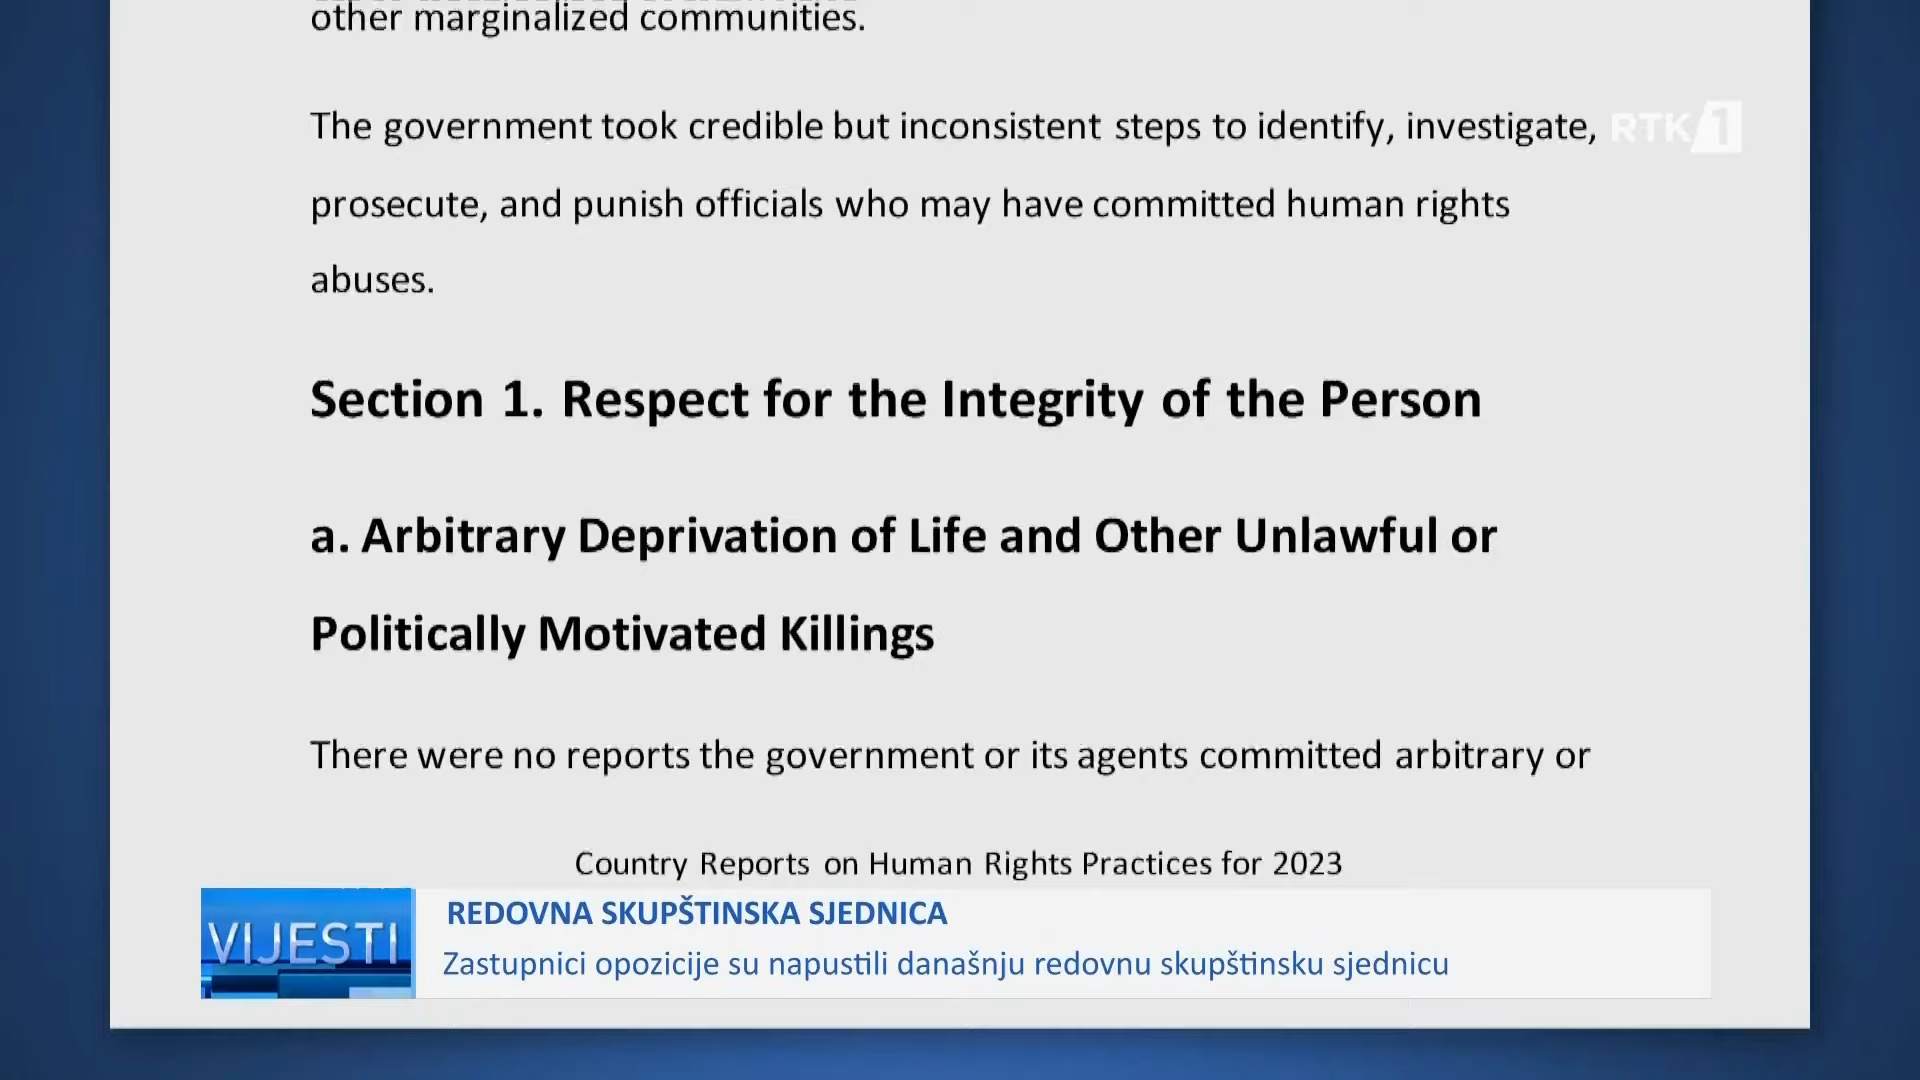 other marginalized communities.
The government took credible but inconsistent steps to identify, investigate,
RTK 1
prosecute, and punish officials who may have committed human rights
abuses.
Section 1. Respect for the Integrity of the Person
a. Arbitrary Deprivation of Life and Other Unlawful or
Politically Motivated Killings
There were no reports the government or its agents committed arbitrary or
Country Reports on Human Rights Practices for 2023
VIJESTI
REDOVNA SKUPŠTINSKA SJEDNICA
Zastupnici opozicije su napustili današnju redovnu skupštinsku sjednicu